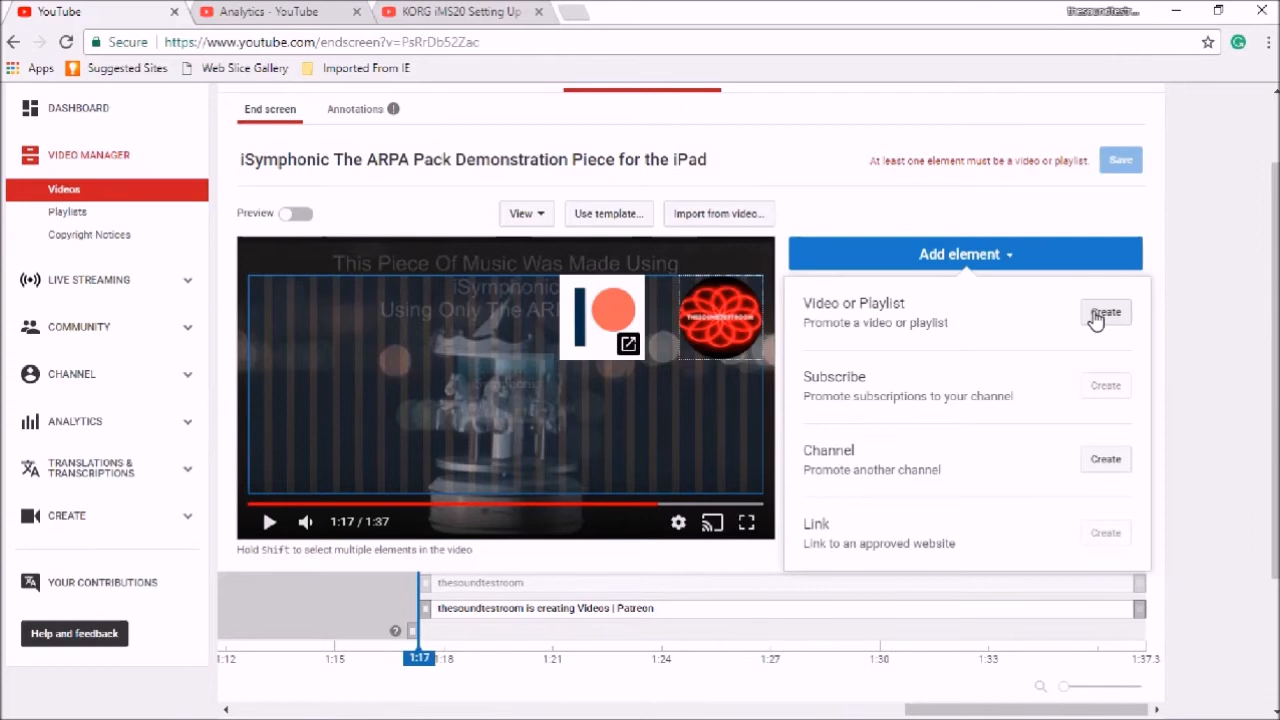 YouTube
Analytics - YouTube
KORG iMS20 Setting Up
thesoundtestr...
Secure
https://www.youtube.com/endscreen?v=PsRrDb52Zac
Apps
Suggested Sites
Web Slice Gallery
Imported From IE
DASHBOARD
VIDEO MANAGER
Videos
Playlists
Copyright Notices
LIVE STREAMING
COMMUNITY
CHANNEL
ANALYTICS
TRANSLATIONS &
TRANSCRIPTIONS
CREATE
YOUR CONTRIBUTIONS
Help and feedback
End screen
Annotations
iSymphonic The ARPA Pack Demonstration Piece for the iPad
At least one element must be a video or playlist.
Save
Preview
View
Use template...
Import from video...
This Piece Of Music Was Made Using
iSymphonic
Using Only The ARP
THESOUNDTESTROOM
1:17 / 1:37
Hold Shift to select multiple elements in the video
Add element
Video or Playlist
Promote a video or playlist
Create
Subscribe
Promote subscriptions to your channel
Create
Channel
Promote another channel
Create
Link
Link to an approved website
Create
thesoundtestroom
thesoundtestroom is creating Videos | Patreon
?
1:12
1:15
1:17
1:18
1:21
1:24
1:27
1:30
1:33
1:37.3